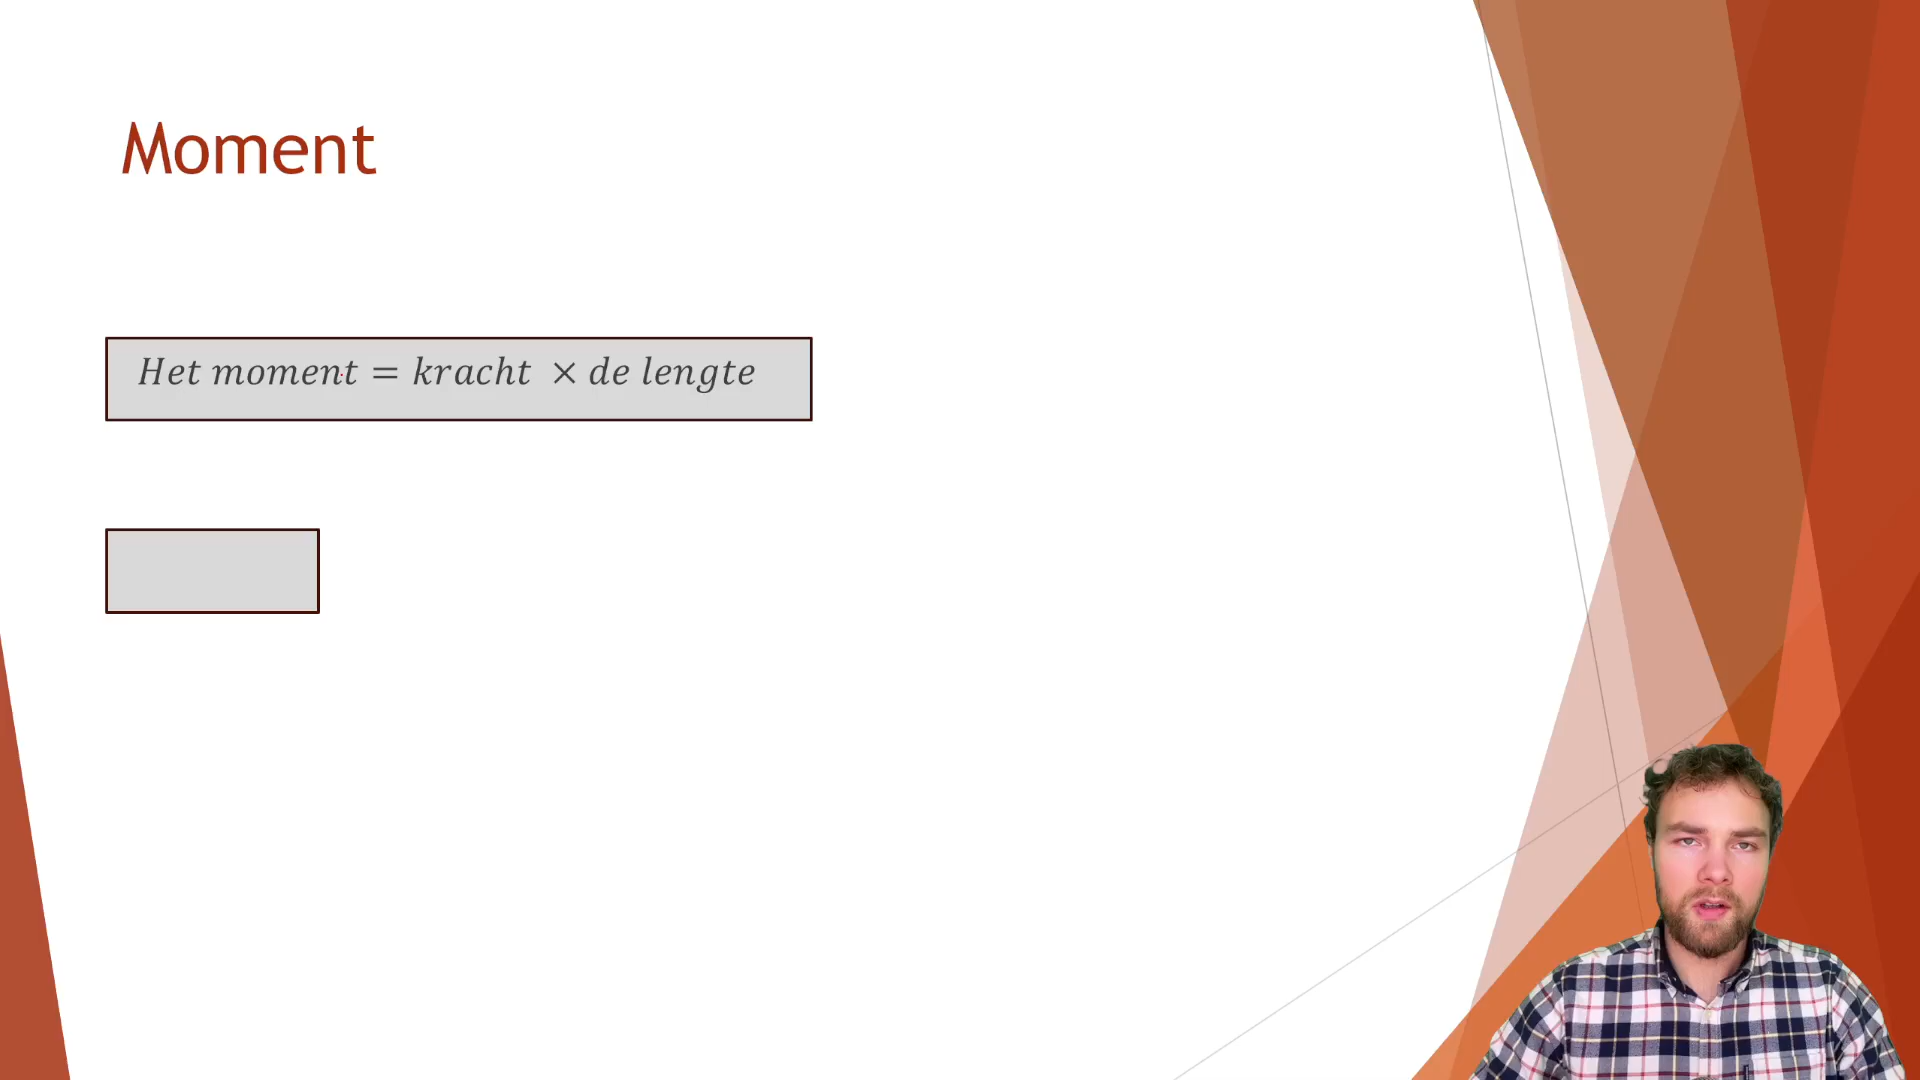 Moment
Het moment = kracht × de lengte